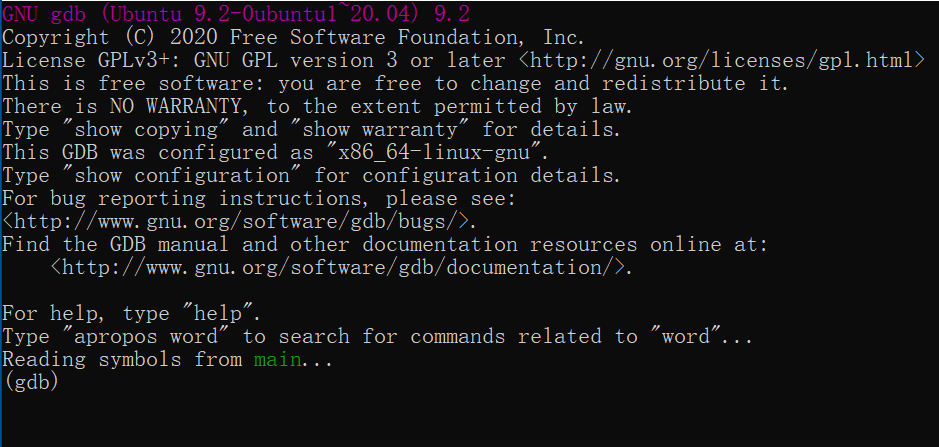 GNU gdb (Ubuntu 9.2-0ubuntu1~20.04) 9.2
Copyright (C) 2020 Free Software Foundation, Inc.
License GPLv3+: GNU GPL version 3 or later <http://gnu.org/licenses/gpl.html>
This is free software: you are free to change and redistribute it.
There is NO WARRANTY, to the extent permitted by law.
Type "show copying" and "show warranty" for details.
This GDB was configured as "x86_64-linux-gnu".
Type "show configuration" for configuration details.
For bug reporting instructions, please see:
<http://www.gnu.org/software/gdb/bugs/>.
Find the GDB manual and other documentation resources online at:
    <http://www.gnu.org/software/gdb/documentation/>.

For help, type "help".
Type "apropos word" to search for commands related to "word"...
Reading symbols from main...
(gdb)